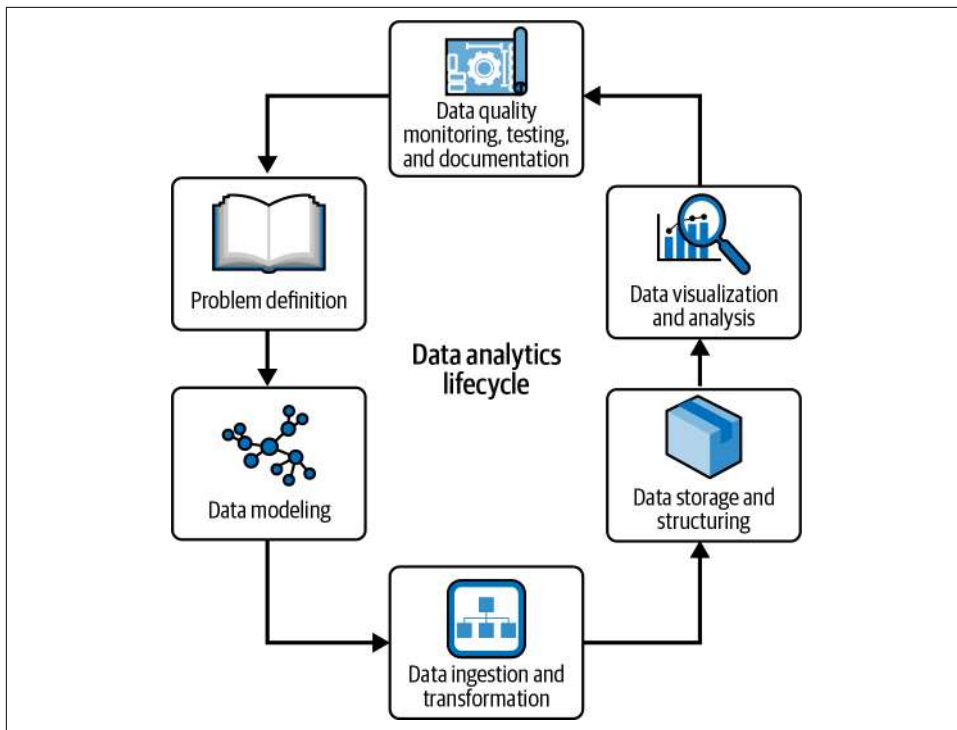 Data quality
monitoring, testing,
and documentation
Problem definition
Data visualization
and analysis
Data analytics
lifecycle
Data modeling
Data storage and
structuring
Data ingestion and
transformation